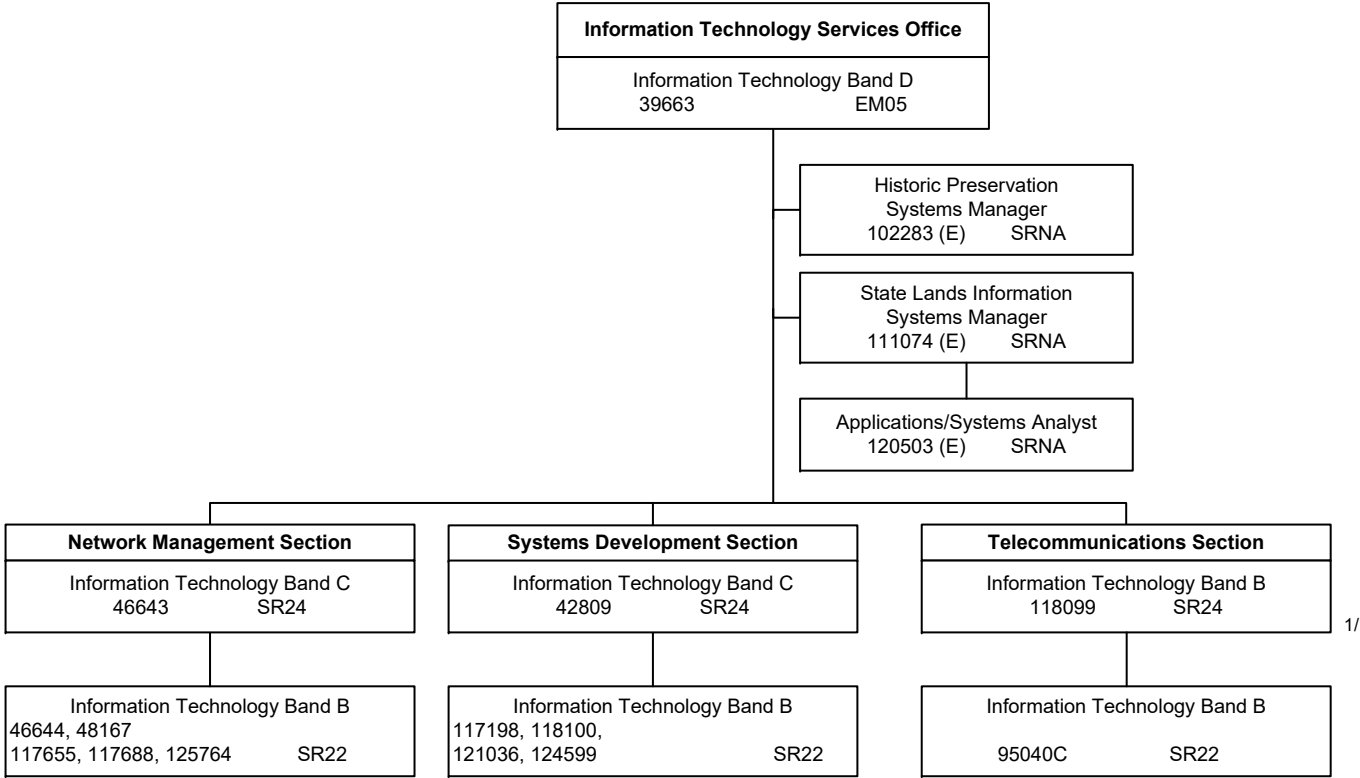 Information Technology Services Office
Information Technology Band D
39663 EM05
Historic Preservation
Systems Manager
102283 (E) SRNA
State Lands Information
Systems Manager
111074 (E) SRNA
Applications/Systems Analyst
120503 (E) SRNA
Network Management Section
Information Technology Band C
46643 SR24
Information Technology Band B
46644, 48167
117655, 117688, 125764 SR22
Systems Development Section
Information Technology Band C
42809 SR24
Information Technology Band B
117198, 118100,
121036, 124599 SR22
Telecommunications Section
Information Technology Band B
118099 SR24
1/
Information Technology Band B
95040C SR22